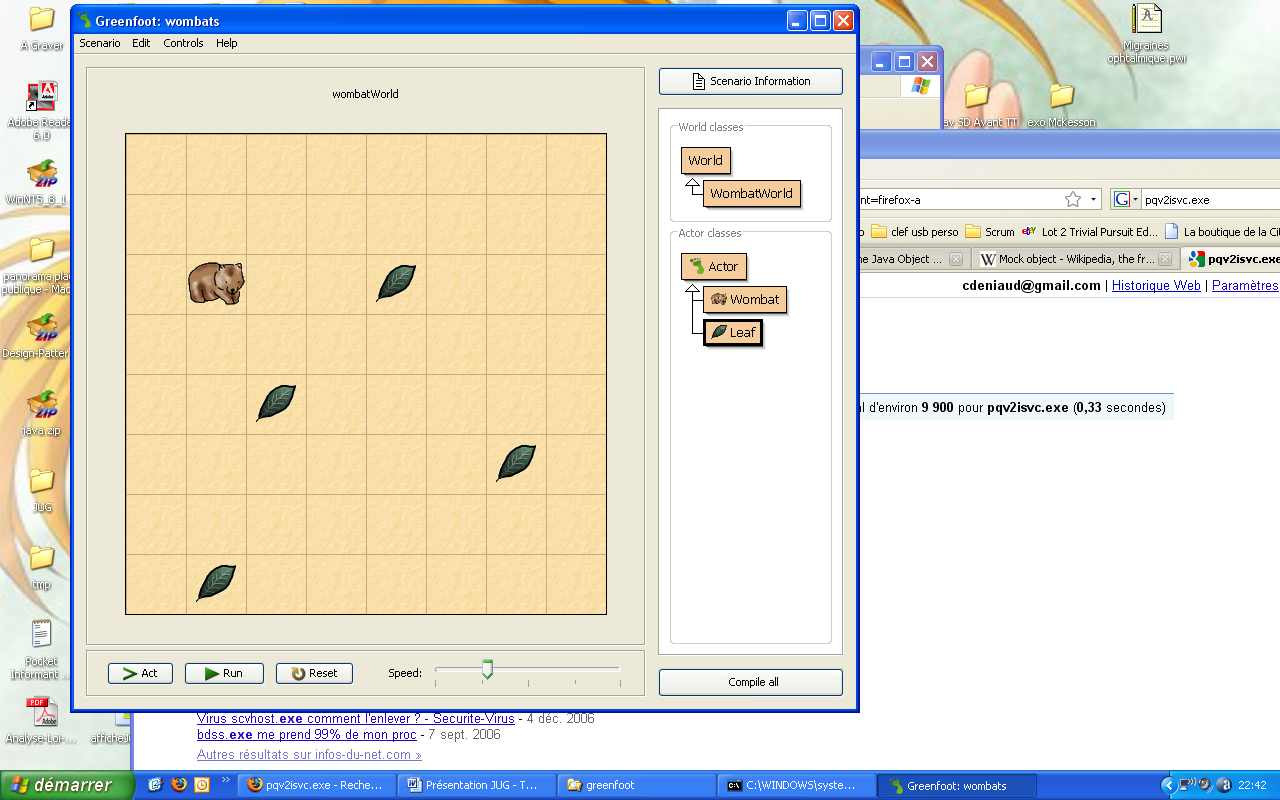 A Graver
Adobe Reade
6.0
WinNT5_8_1
panorama plan
publique - Mac
Design-Patter
java.zip
JUG
tmp
Pocket
Informant ...
Analyse-Loi-...
Migraines
ophtalmique.pwi
av SD Avant TT
exo McKesson
Greenfoot: wombats
Scenario Edit Controls Help
wombatWorld
Scenario Information
World classes
World
WombatWorld
Actor classes
Actor
Wombat
Leaf
> Act
Run
Reset
Speed:
Compile all
nt=firefox-a
pqv2isvc.exe
clef usb perso
Scrum
Lot 2 Trivial Pursuit Ed...
La boutique de la Ci
he Java Object ...
Mock object - Wikipedia, the fr...
pqv2isvc.exe
cdeniaud@gmail.com | Historique Web | Paramètres
al d'environ 9 900 pour pqv2isvc.exe (0,33 secondes)
Virus scvhost.exe comment l'enlever ? - Securite-Virus - 4 déc. 2006
bdss.exe me prend 99% de mon proc - 7 sept. 2006
Autres résultats sur infos-du-net.com »
démarrer
pqv2isvc.exe - Reche...
Présentation JUG - T...
greenfoot
C:\WINDOWS\syste...
Greenfoot: wombats
22:42